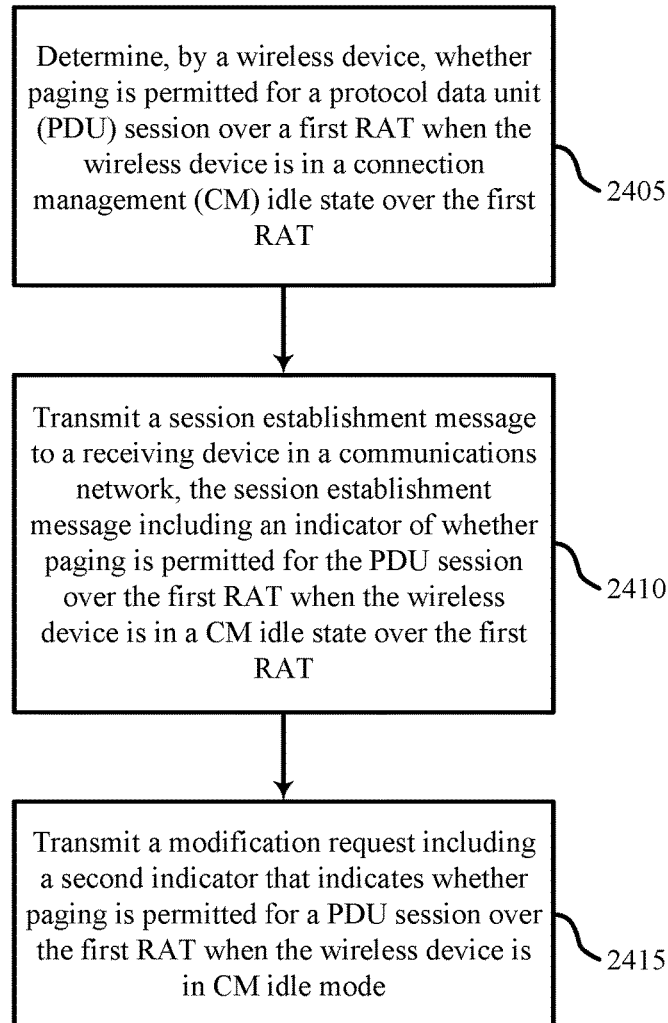 Determine, by a wireless device, whether
paging is permitted for a protocol data unit
(PDU) session over a first RAT when the
wireless device is in a connection
management (CM) idle state over the first
RAT
2405
Transmit a session establishment message
to a receiving device in a communications
network, the session establishment
message including an indicator of whether
paging is permitted for the PDU session
over the first RAT when the wireless
device is in a CM idle state over the first
RAT
2410
Transmit a modification request including
a second indicator that indicates whether
paging is permitted for a PDU session over
the first RAT when the wireless device is
in CM idle mode
2415